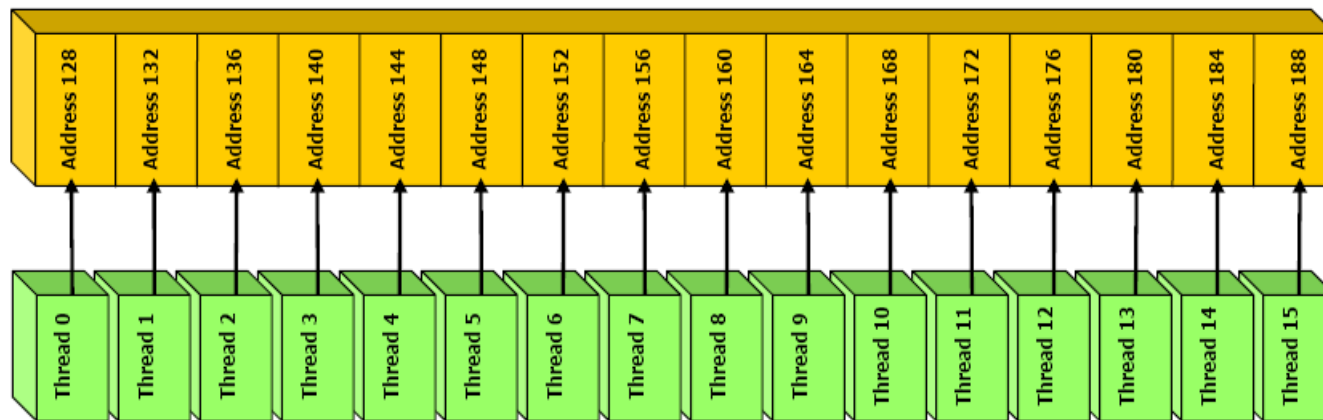 Address 128
Address 132
Address 136
Address 140
Address 144
Address 148
Address 152
Address 156
Address 160
Address 164
Address 168
Address 172
Address 176
Address 180
Address 184
Address 188
Thread 0
Thread 1
Thread 2
Thread 3
Thread 4
Thread 5
Thread 6
Thread 7
Thread 8
Thread 9
Thread 10
Thread 11
Thread 12
Thread 13
Thread 14
Thread 15